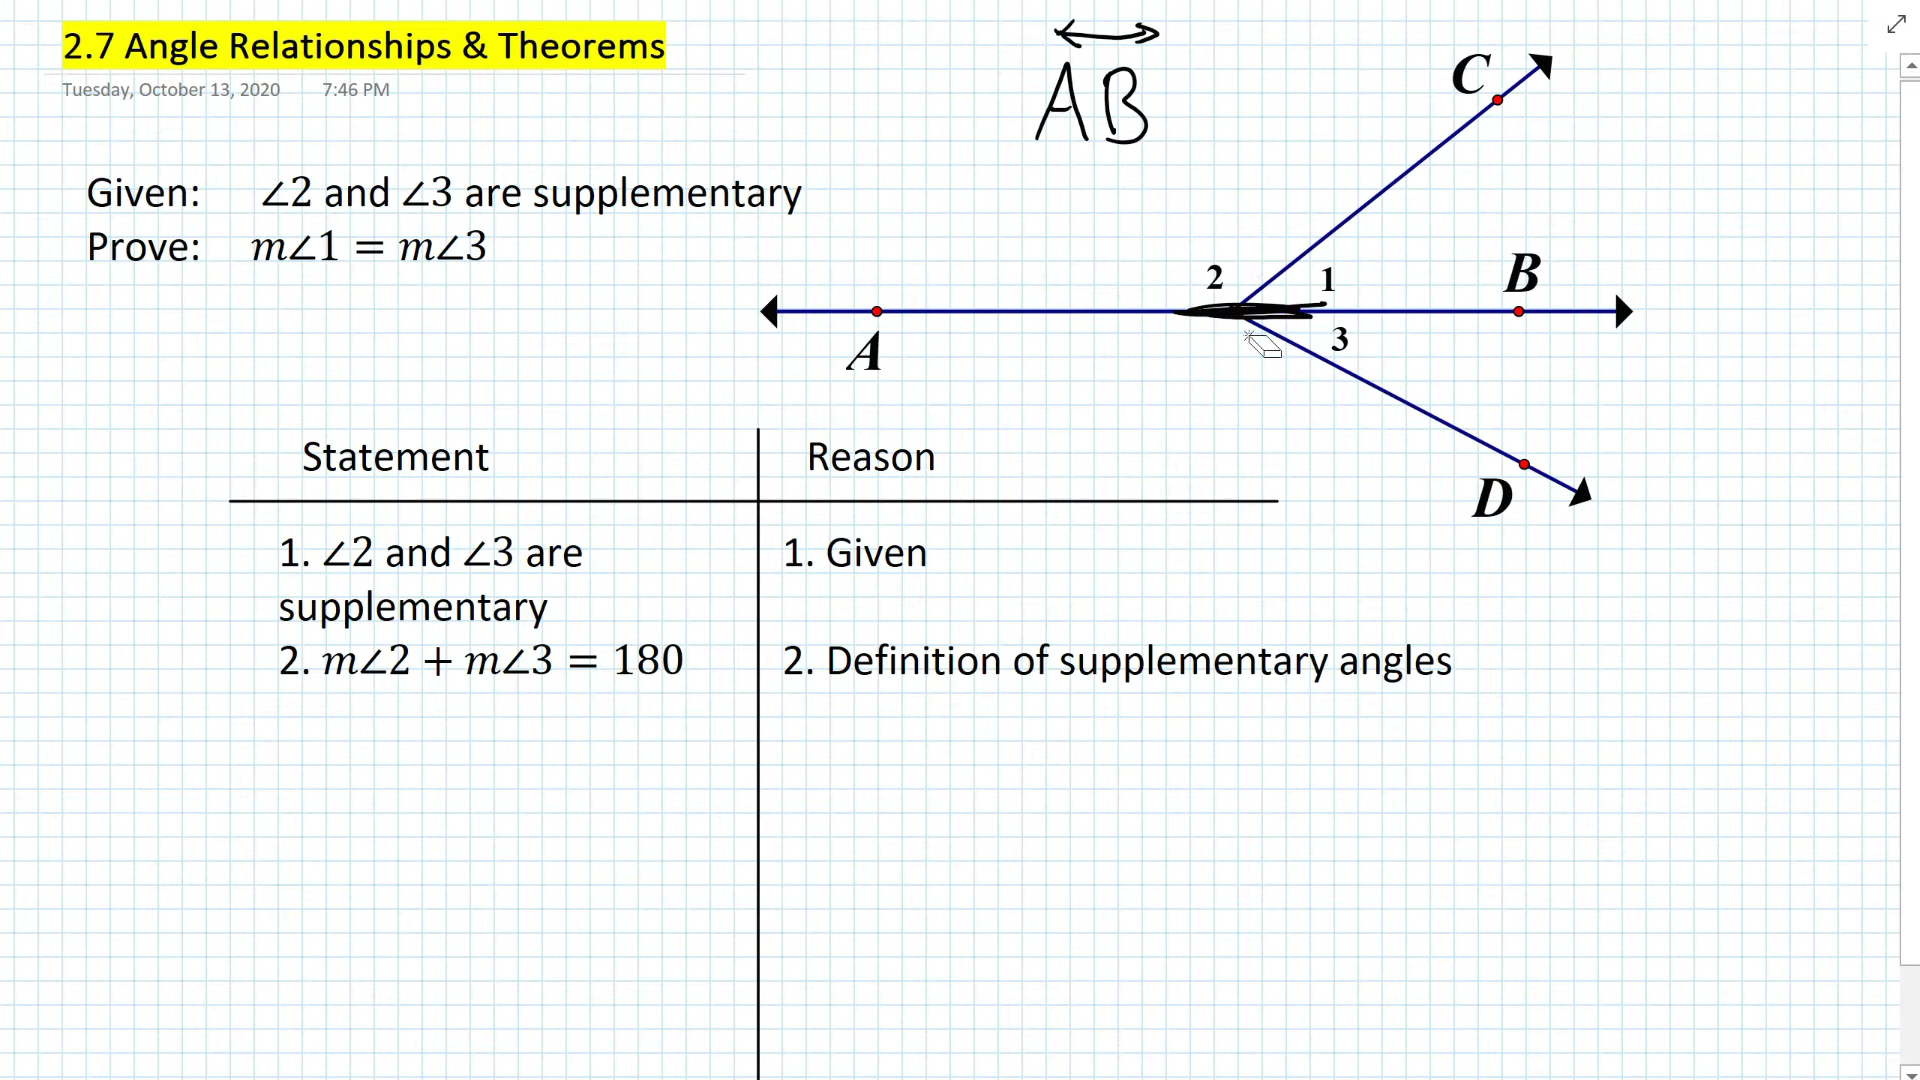 2.7 Angle Relationships & Theorems
Tuesday, October 13, 2020 7:46 PM
AB
C
Given: ∠2 and ∠3 are supplementary
Prove: m∠1 = m∠3
2 1 B
3
A
D
Statement Reason
1. ∠2 and ∠3 are 1. Given
supplementary
2. m∠2 + m∠3 = 180 2. Definition of supplementary angles